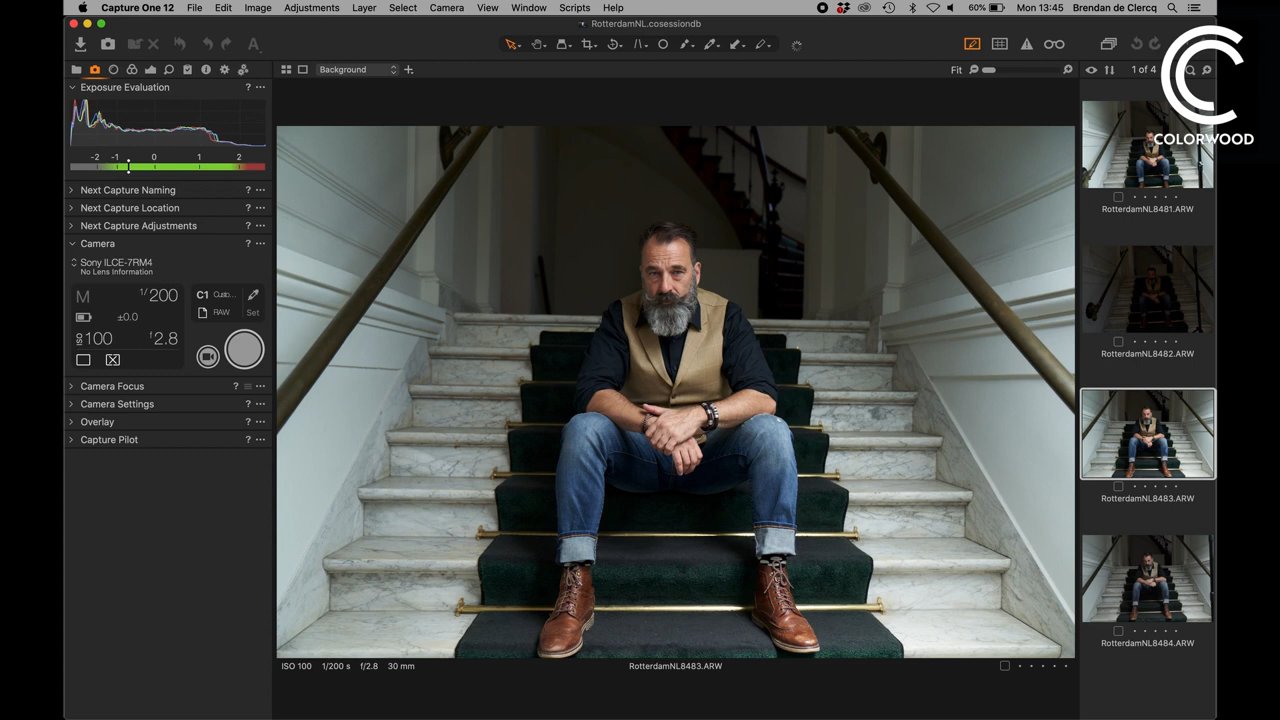 Capture One 12 File Edit Image Adjustments Layer Select Camera View Window Scripts Help 60% Mon 13:45 Brendan de Clercq
RotterdamNL.cosessiondb
Background
Fit
1 of 4
COLORWOOD
Exposure Evaluation
-2 -1 0 1 2
Next Capture Naming
Next Capture Location
Next Capture Adjustments
Camera
Sony ILCE-7RM4
No Lens Information
M 1/200
±0.0
ISO 100 f 2.8
C1 Custo...
RAW Set
Camera Focus
Camera Settings
Overlay
Capture Pilot
ISO 100 1/200 s f/2.8 30 mm
RotterdamNL8483.ARW
RotterdamNL8481.ARW
RotterdamNL8482.ARW
RotterdamNL8483.ARW
RotterdamNL8484.ARW